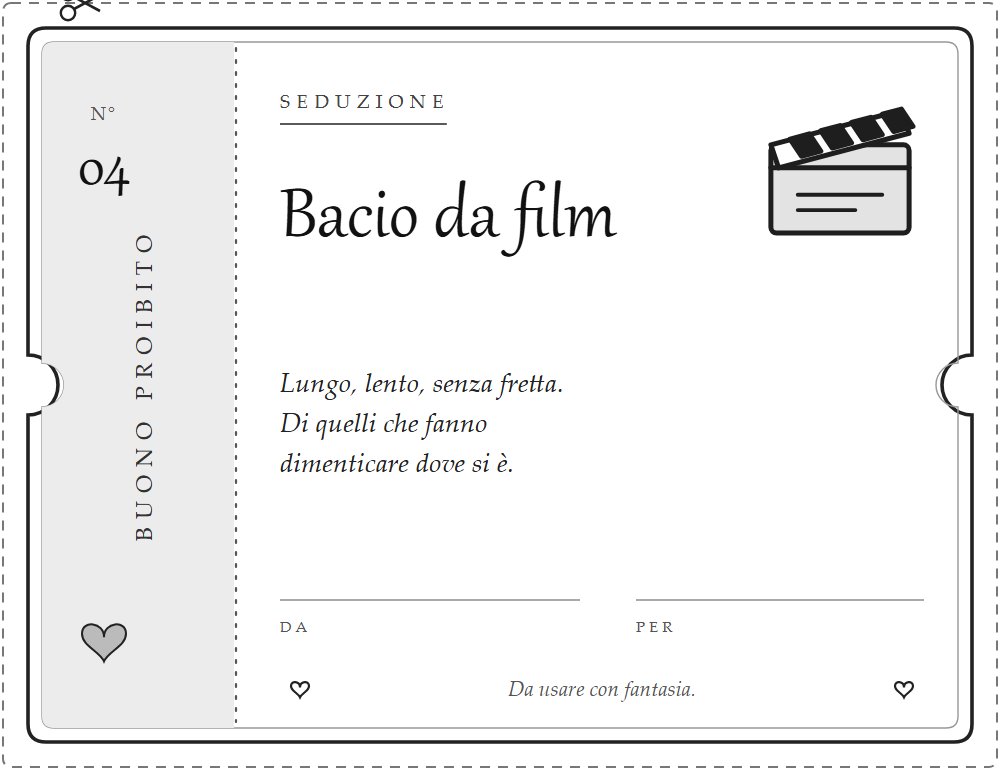 N°
04
BUONO PROIBITO
SEDUZIONE
Bacio da film
Lungo, lento, senza fretta.
Di quelli che fanno
dimenticare dove si è.
DA
PER
Da usare con fantasia.